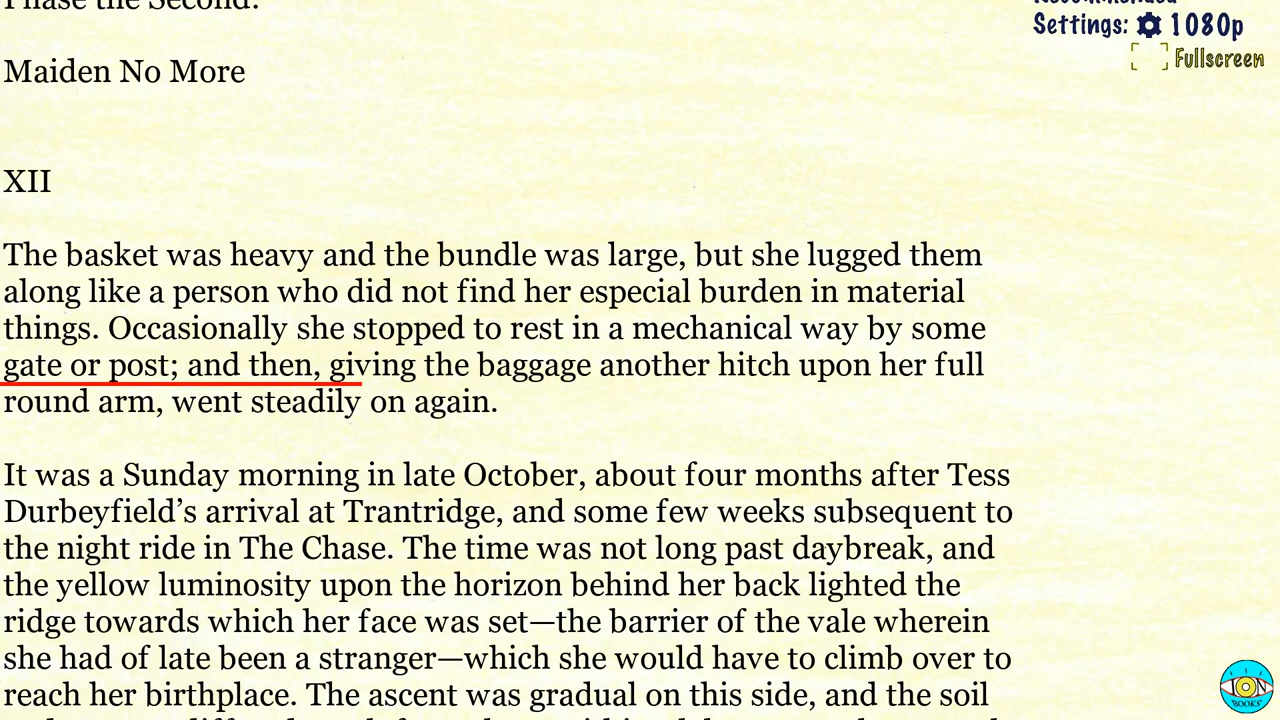 Phase the Second:
Settings: 1080p
Fullscreen
Maiden No More
XII
The basket was heavy and the bundle was large, but she lugged them
along like a person who did not find her especial burden in material
things. Occasionally she stopped to rest in a mechanical way by some
gate or post; and then, giving the baggage another hitch upon her full
round arm, went steadily on again.
It was a Sunday morning in late October, about four months after Tess
Durbeyfield’s arrival at Trantridge, and some few weeks subsequent to
the night ride in The Chase. The time was not long past daybreak, and
the yellow luminosity upon the horizon behind her back lighted the
ridge towards which her face was set—the barrier of the vale wherein
she had of late been a stranger—which she would have to climb over to
reach her birthplace. The ascent was gradual on this side, and the soil
ION
BOOKS